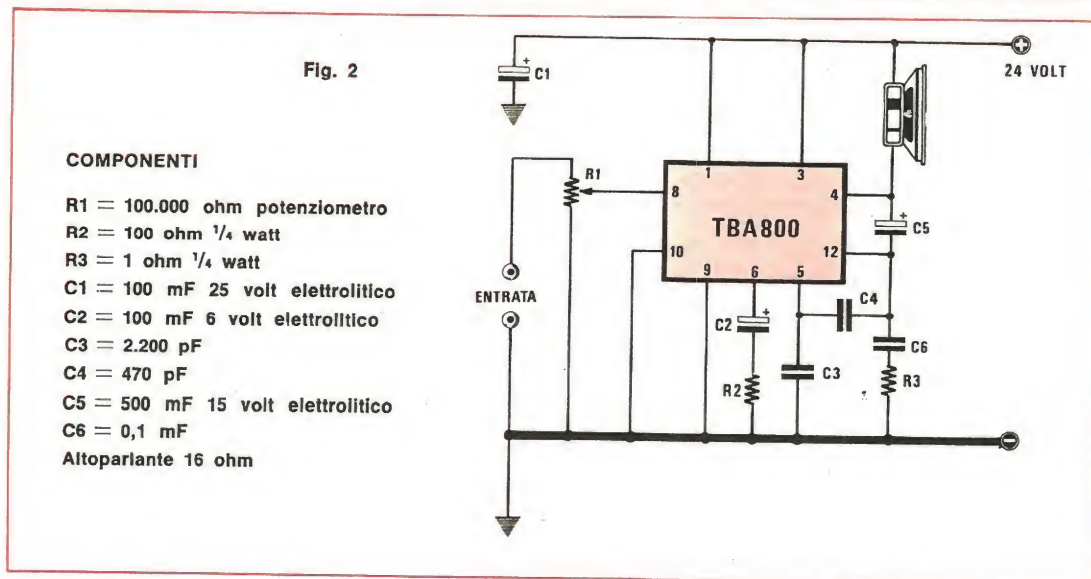 Fig. 2
COMPONENTI
R1 = 100.000 ohm potenziometro
R2 = 100 ohm 1/4 watt
R3 = 1 ohm 1/4 watt
C1 = 100 mF 25 volt elettrolitico
C2 = 100 mF 6 volt elettrolitico
C3 = 2.200 pF
C4 = 470 pF
C5 = 500 mF 15 volt elettrolitico
C6 = 0,1 mF
Altoparlante 16 ohm
+
C1
+
24 VOLT
R1
ENTRATA
1
3
8
4
TBA800
10
12
9
6
5
+
C5
C4
C2
+
C6
R2
C3
R3
-